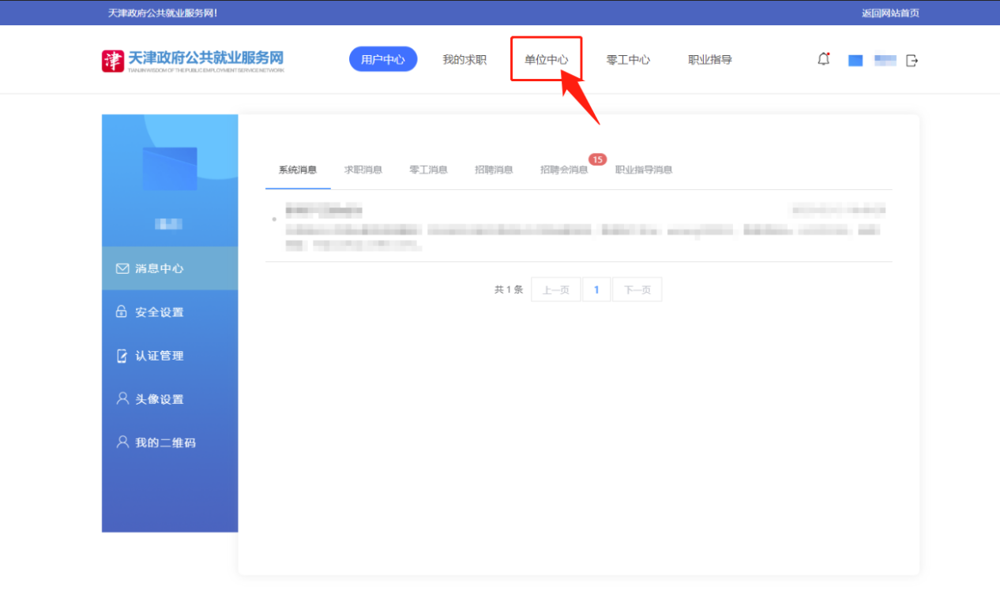 天津政府公共就业服务网!
返回网站首页
津 天津政府公共就业服务网
TIANJIN WISDOM OF THE PUBLIC EMPLOYMENT SERVICE NETWORK
用户中心 我的求职 单位中心 零工中心 职业指导
系统消息 求职消息 零工消息 招聘消息 招聘会消息 15 职业指导消息
共 1 条 上一页 1 下一页
消息中心
安全设置
认证管理
头像设置
我的二维码